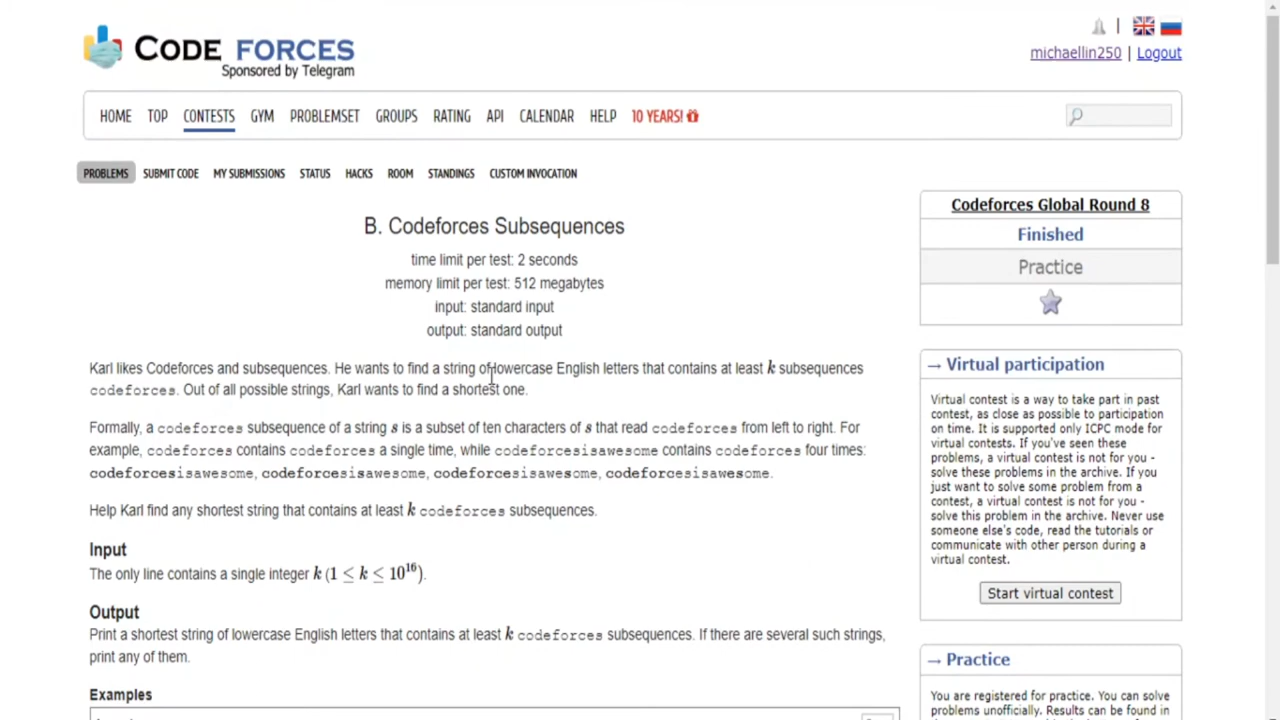 CODE FORCES
Sponsored by Telegram
|
michaellin250 | Logout
HOME TOP CONTESTS GYM PROBLEMSET GROUPS RATING API CALENDAR HELP 10 YEARS!
PROBLEMS SUBMIT CODE MY SUBMISSIONS STATUS HACKS ROOM STANDINGS CUSTOM INVOCATION
B. Codeforces Subsequences
time limit per test: 2 seconds
memory limit per test: 512 megabytes
input: standard input
output: standard output
Karl likes Codeforces and subsequences. He wants to find a string of lowercase English letters that contains at least k subsequences
codeforces. Out of all possible strings, Karl wants to find a shortest one.
Formally, a codeforces subsequence of a string s is a subset of ten characters of s that read codeforces from left to right. For
example, codeforces contains codeforces a single time, while codeforcesisawesome contains codeforces four times:
codeforcesisawesome, codeforcesisawesome, codeforcesisawesome, codeforcesisawesome.
Help Karl find any shortest string that contains at least k codeforces subsequences.
Input
The only line contains a single integer k (1 ≤ k ≤ 10^16).
Output
Print a shortest string of lowercase English letters that contains at least k codeforces subsequences. If there are several such strings,
print any of them.
Examples
Codeforces Global Round 8
Finished
Practice
→ Virtual participation
Virtual contest is a way to take part in past
contest, as close as possible to participation
on time. It is supported only ICPC mode for
virtual contests. If you've seen these
problems, a virtual contest is not for you -
solve these problems in the archive. If you
just want to solve some problem from a
contest, a virtual contest is not for you -
solve this problem in the archive. Never use
someone else's code, read the tutorials or
communicate with other person during a
virtual contest.
Start virtual contest
→ Practice
You are registered for practice. You can solve
problems unofficially. Results can be found in